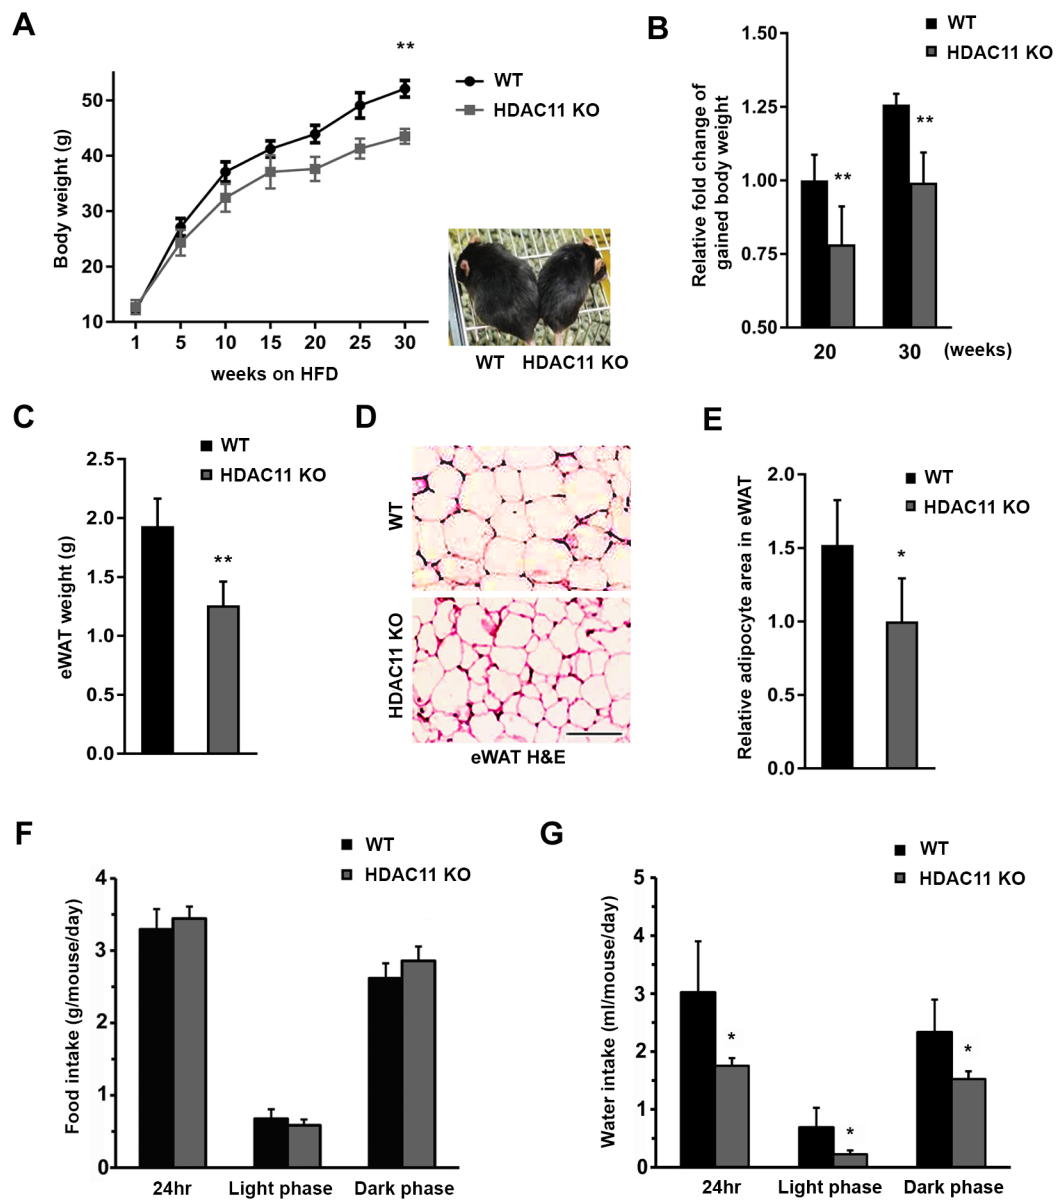 A
**
WT
HDAC11 KO
Body weight (g)
50
40
30
20
10
1 5 10 15 20 25 30
weeks on HFD
WT HDAC11 KO
B
WT
HDAC11 KO
Relative fold change of
gained body weight
1.50
1.25
1.00
0.75
0.50
**
**
20 30 (weeks)
C
WT
HDAC11 KO
eWAT weight (g)
2.5
2.0
1.5
1.0
0.5
0.0
**
D
WT
HDAC11 KO
eWAT H&E
E
WT
HDAC11 KO
Relative adipocyte area in eWAT
2.0
1.5
1.0
0.5
0.0
*
F
WT
HDAC11 KO
Food intake (g/mouse/day)
4
3
2
1
0
24hr Light phase Dark phase
G
WT
HDAC11 KO
Water intake (ml/mouse/day)
5
4
3
2
1
0
*
*
*
24hr Light phase Dark phase